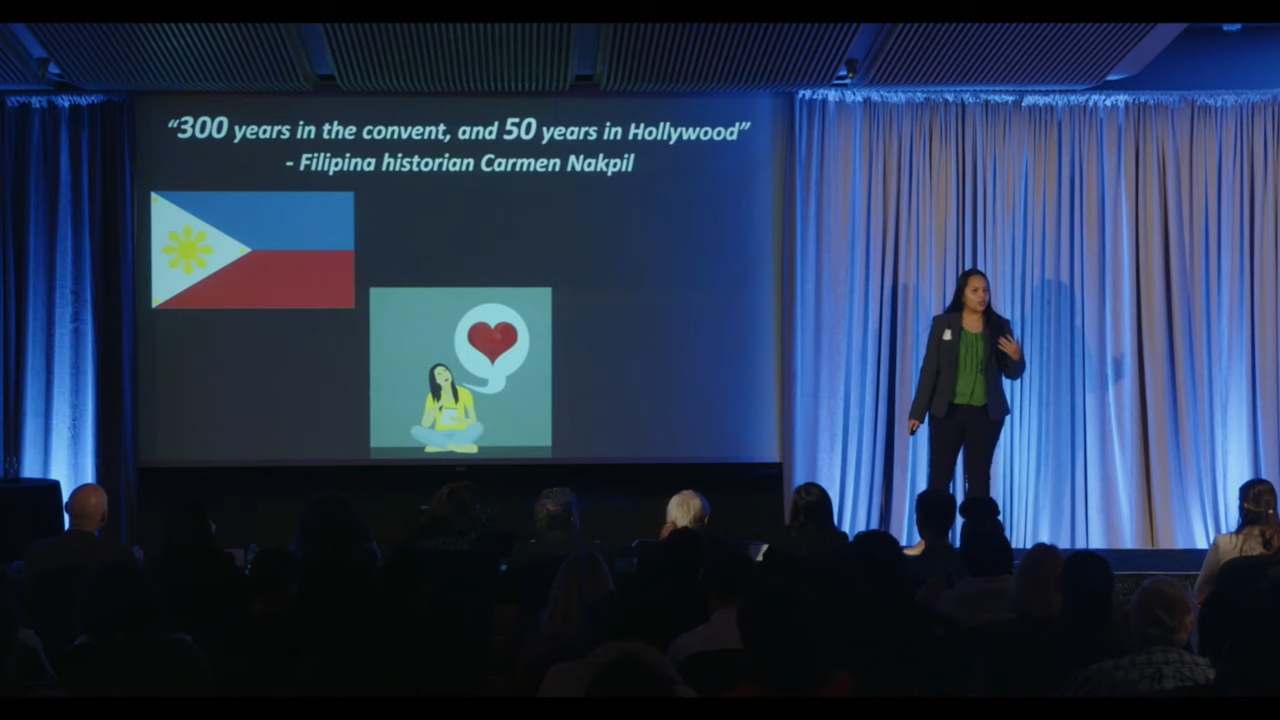 “300 years in the convent, and 50 years in Hollywood”
- Filipina historian Carmen Nakpil